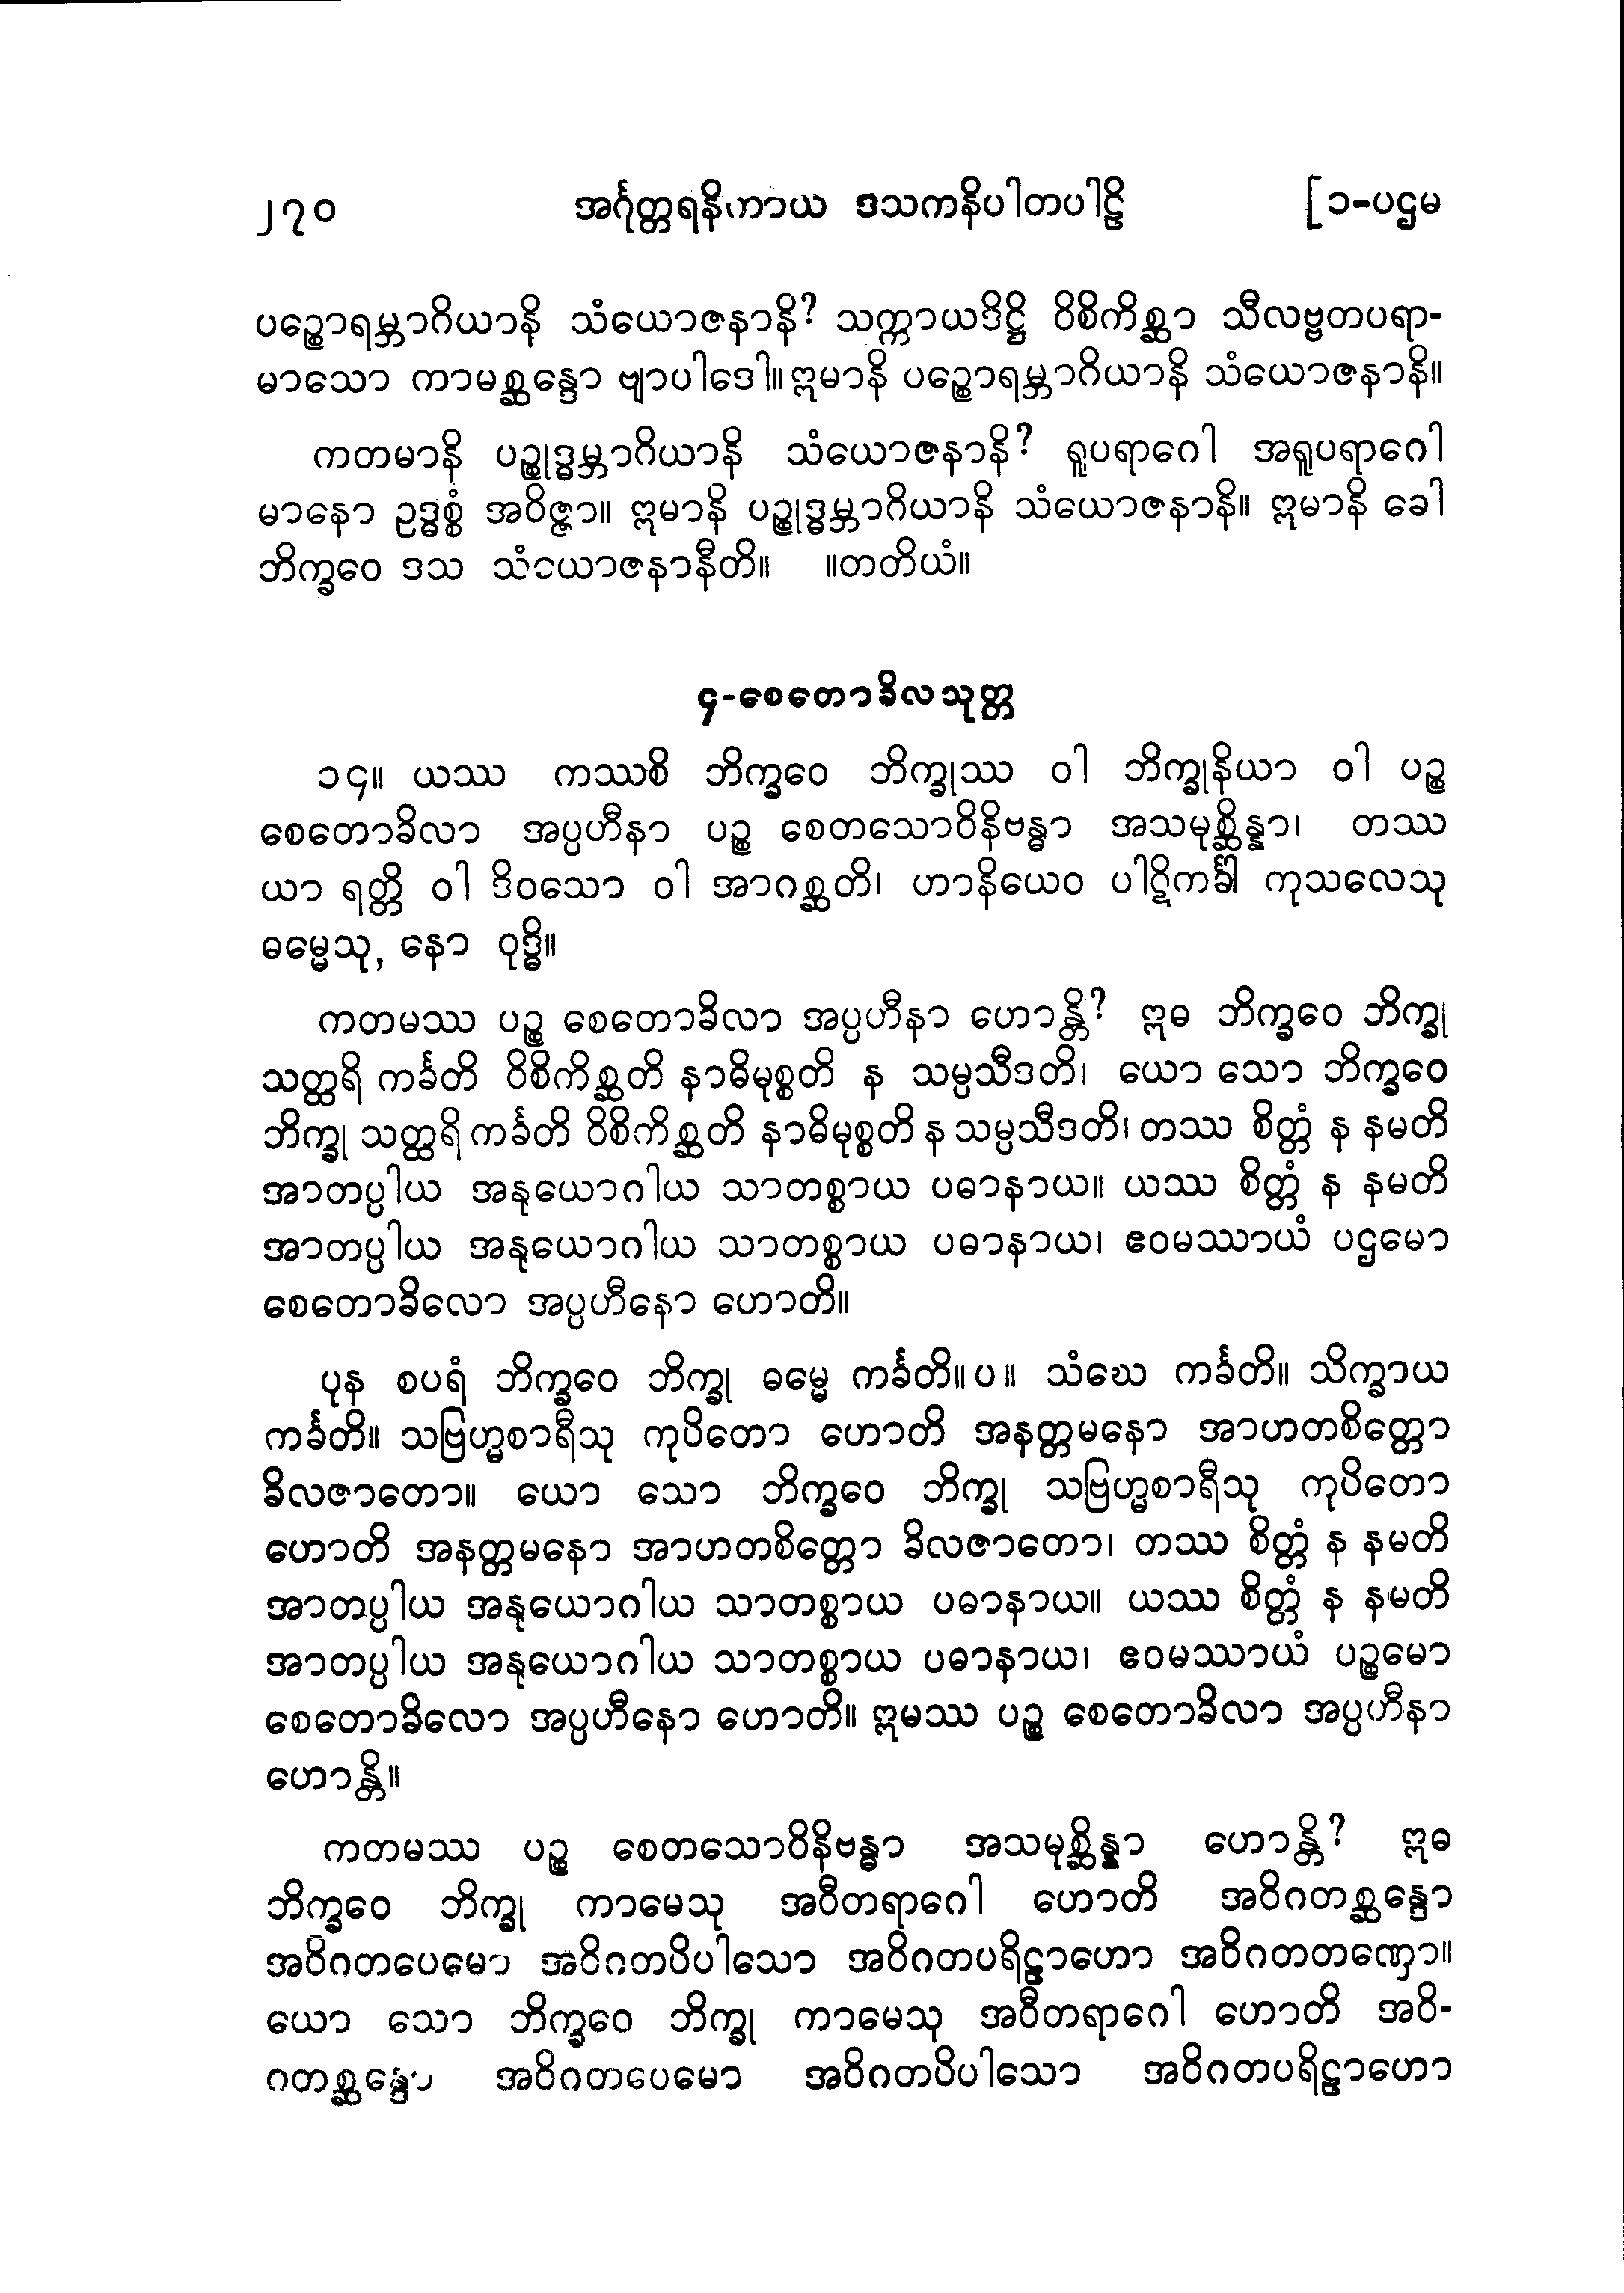 ၂၇၀ အင်္ဂုတ္တရနိကာယ ဒသကနိပါတပါဠိ [၁-ပဌမ
ပဉ္စောရမ္ဘာဂိယာနိ သံယောဇနာနိ? သက္ကာယဒိဋ္ဌိ ဝိစိကိစ္ဆာ သီလဗ္ဗတပရာ-
မာသော ကာမစ္ဆန္ဒော ဗျာပါဒေါ။ ဣမာနိ ပဉ္စောရမ္ဘာဂိယာနိ သံယောဇနာနိ။
ကတမာနိ ပဉ္စုဒ္ဓမ္ဘာဂိယာနိ သံယောဇနာနိ? ရူပရာဂေါ အရူပရာဂေါ
မာနော ဥဒ္ဓစ္စံ အဝိဇ္ဇာ။ ဣမာနိ ပဉ္စုဒ္ဓမ္ဘာဂိယာနိ သံယောဇနာနိ။ ဣမာနိ ခေါ
ဘိက္ခဝေ ဒသ သံယောဇနာနီတိ။ ။တတိယံ။
၄-စေတောခိလသုတ္တ
၁၄။ ယဿ ကဿစိ ဘိက္ခဝေ ဘိက္ခုဿ ဝါ ဘိက္ခုနိယာ ဝါ ပဉ္စ
စေတောခိလာ အပ္ပဟီနာ ပဉ္စ စေတသောဝိနိဗန္ဓာ အသမုစ္ဆိန္နာ၊ တဿ
ယာ ရတ္တိ ဝါ ဒိဝသော ဝါ အာဂစ္ဆတိ၊ ဟာနိယေဝ ပါဋိကင်္ခါ ကုသလေသု
ဓမ္မေသု, နော ဝုဒ္ဓိ။
ကတမဿ ပဉ္စ စေတောခိလာ အပ္ပဟီနာ ဟောန္တိ? ဣဓ ဘိက္ခဝေ ဘိက္ခု
သတ္ထရိ ကင်္ခတိ ဝိစိကိစ္ဆတိ နာဓိမုစ္စတိ န သမ္ပသီဒတိ၊ ယော သော ဘိက္ခဝေ
ဘိက္ခု သတ္ထရိ ကင်္ခတိ ဝိစိကိစ္ဆတိ နာဓိမုစ္စတိ န သမ္ပသီဒတိ၊ တဿ စိတ္တံ န နမတိ
အာတပ္ပါယ အနုယောဂါယ သာတစ္စာယ ပဓာနာယ။ ယဿ စိတ္တံ န နမတိ
အာတပ္ပါယ အနုယောဂါယ သာတစ္စာယ ပဓာနာယ၊ ဧဝမဿာယံ ပဌမော
စေတောခိလော အပ္ပဟီနော ဟောတိ။
ပုန စပရံ ဘိက္ခဝေ ဘိက္ခု ဓမ္မေ ကင်္ခတိ။ပ။ သံဃေ ကင်္ခတိ။ သိက္ခာယ
ကင်္ခတိ။ သဗြဟ္မစာရီသု ကုပိတော ဟောတိ အနတ္တမနော အာဟတစိတ္တော
ခိလဇာတော။ ယော သော ဘိက္ခဝေ ဘိက္ခု သဗြဟ္မစာရီသု ကုပိတော
ဟောတိ အနတ္တမနော အာဟတစိတ္တော ခိလဇာတော၊ တဿ စိတ္တံ န နမတိ
အာတပ္ပါယ အနုယောဂါယ သာတစ္စာယ ပဓာနာယ။ ယဿ စိတ္တံ န နမတိ
အာတပ္ပါယ အနုယောဂါယ သာတစ္စာယ ပဓာနာယ၊ ဧဝမဿာယံ ပဉ္စမော
စေတောခိလော အပ္ပဟီနော ဟောတိ။ ဣမဿ ပဉ္စ စေတောခိလာ အပ္ပဟီနာ
ဟောန္တိ။
ကတမဿ ပဉ္စ စေတသောဝိနိဗန္ဓာ အသမုစ္ဆိန္နာ ဟောန္တိ? ဣဓ
ဘိက္ခဝေ ဘိက္ခု ကာမေသု အဝီတရာဂေါ ဟောတိ အဝိဂတစ္ဆန္ဒော
အဝိဂတပေမော အဝိဂတပိပါသော အဝိဂတပရိဠာဟော အဝိဂတတဏှော။
ယော သော ဘိက္ခဝေ ဘိက္ခု ကာမေသု အဝီတရာဂေါ ဟောတိ အဝိ-
ဂတစ္ဆန္ဒော အဝိဂတပေမော အဝိဂတပိပါသော အဝိဂတပရိဠာဟော